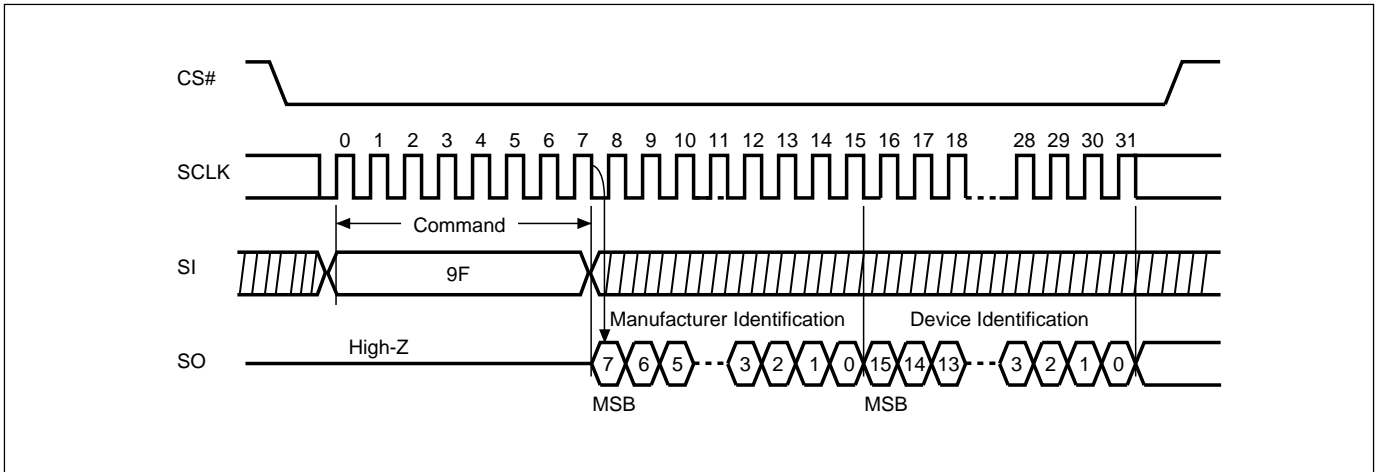 CS#
0 1 2 3 4 5 6 7 8 9 10 11 12 13 14 15 16 17 18 28 29 30 31
SCLK
Command
SI
9F
Manufacturer Identification Device Identification
High-Z
SO
7 6 5 3 2 1 0 15 14 13 3 2 1 0
MSB MSB